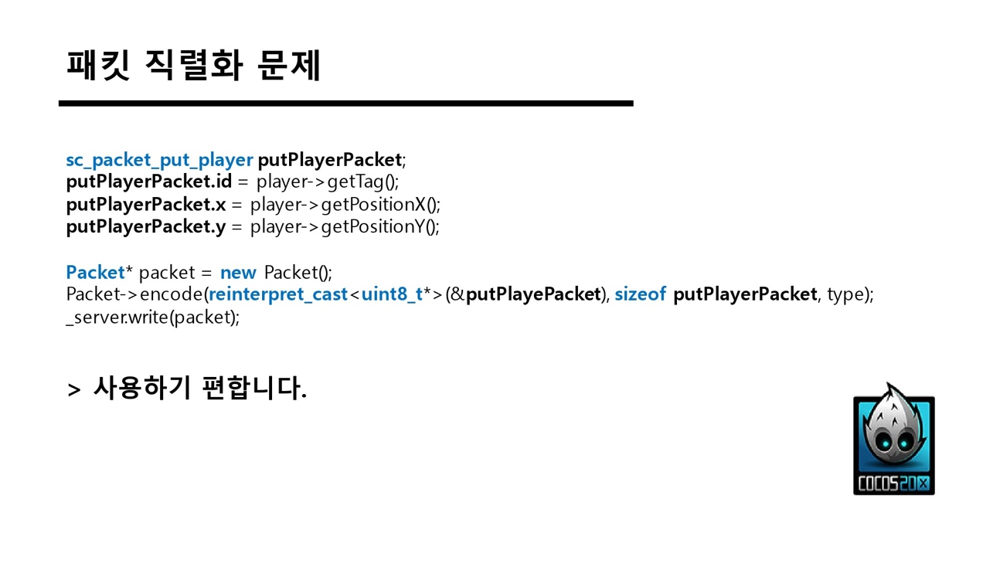 패킷 직렬화 문제
sc_packet_put_player putPlayerPacket;
putPlayerPacket.id = player->getTag();
putPlayerPacket.x = player->getPositionX();
putPlayerPacket.y = player->getPositionY();
Packet* packet = new Packet();
Packet->encode(reinterpret_cast<uint8_t*>(&putPlayePacket), sizeof putPlayerPacket, type);
_server.write(packet);
> 사용하기 편합니다.
COCOS2DX